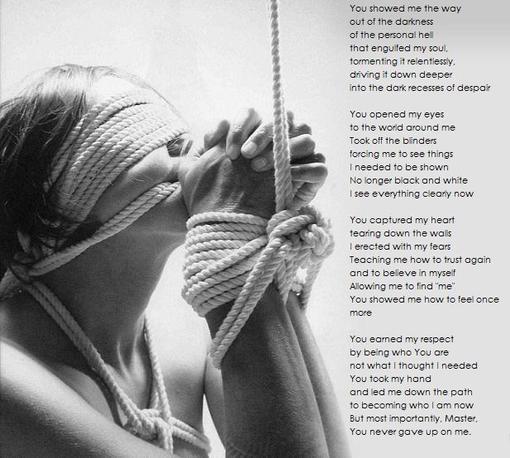 You showed me the way
out of the darkness
of the personal hell
that engulfed my soul,
tormenting it relentlessly,
driving it down deeper
into the dark recesses of despair
You opened my eyes
to the world around me
Took off the blinders
forcing me to see things
I needed to be shown
No longer black and white
I see everything clearly now
You captured my heart
tearing down the walls
I erected with my fears
Teaching me how to trust again
and to believe in myself
Allowing me to find "me"
You showed me how to feel once
more
You earned my respect
by being who You are
not what I thought I needed
You took my hand
and led me down the path
to becoming who I am now
But most importantly, Master,
You never gave up on me.